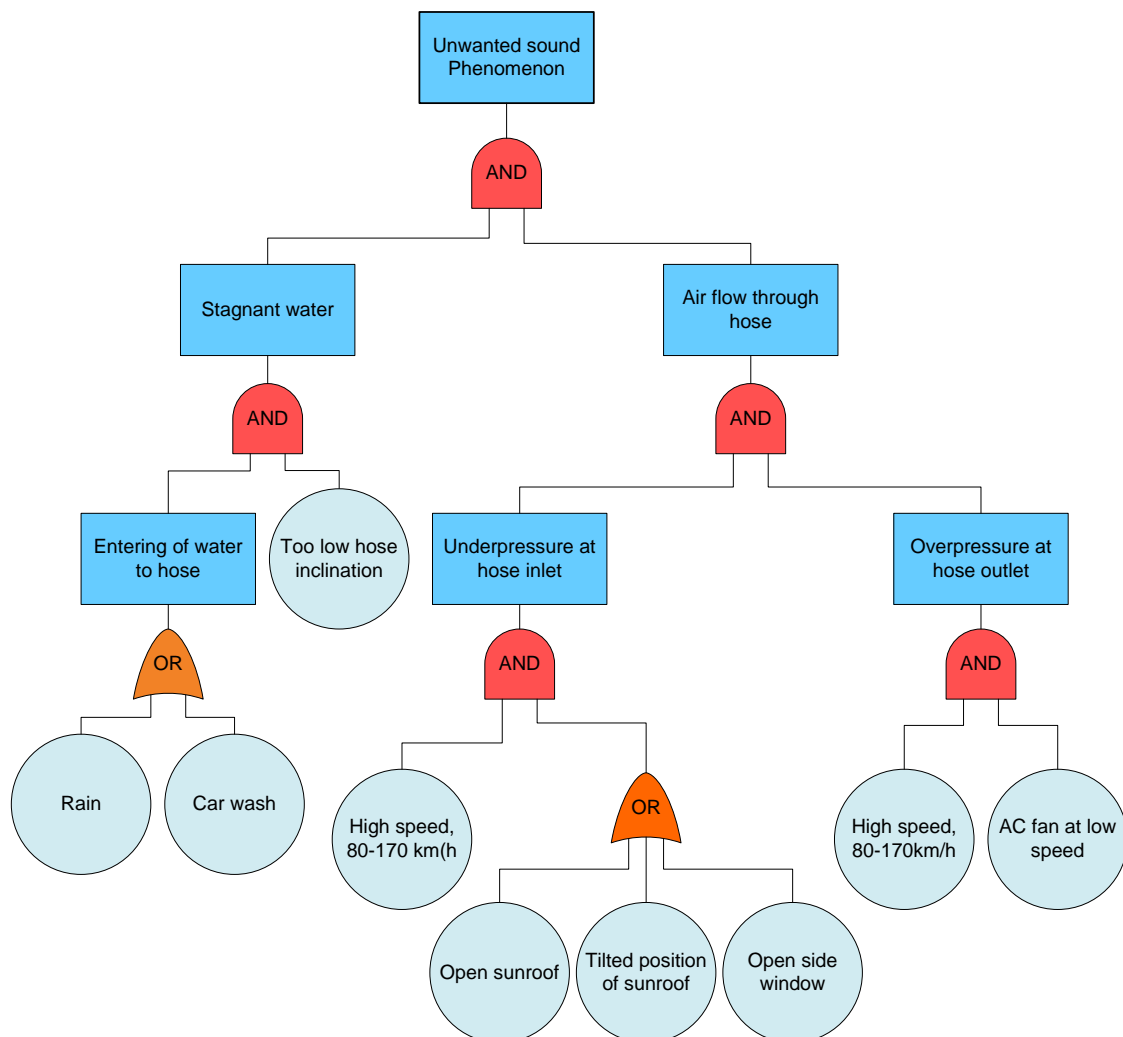 Unwanted sound
Phenomenon
AND
Stagnant water
Air flow through
hose
AND
AND
Entering of water
to hose
Too low hose
inclination
Underpressure at
hose inlet
Overpressure at
hose outlet
OR
AND
AND
Rain
Car wash
High speed,
80-170 km(h
OR
High speed,
80-170km/h
AC fan at low
speed
Open sunroof
Tilted position
of sunroof
Open side
window